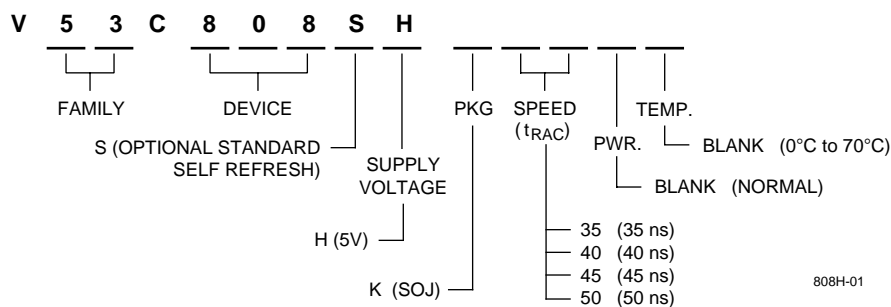 V 5 3 C 8 0 8 S H
FAMILY
DEVICE
PKG
SPEED
(tRAC)
TEMP.
PWR.
S (OPTIONAL STANDARD
SELF REFRESH)
SUPPLY
VOLTAGE
BLANK (0°C to 70°C)
BLANK (NORMAL)
H (5V)
35 (35 ns)
40 (40 ns)
45 (45 ns)
50 (50 ns)
K (SOJ)
808H-01